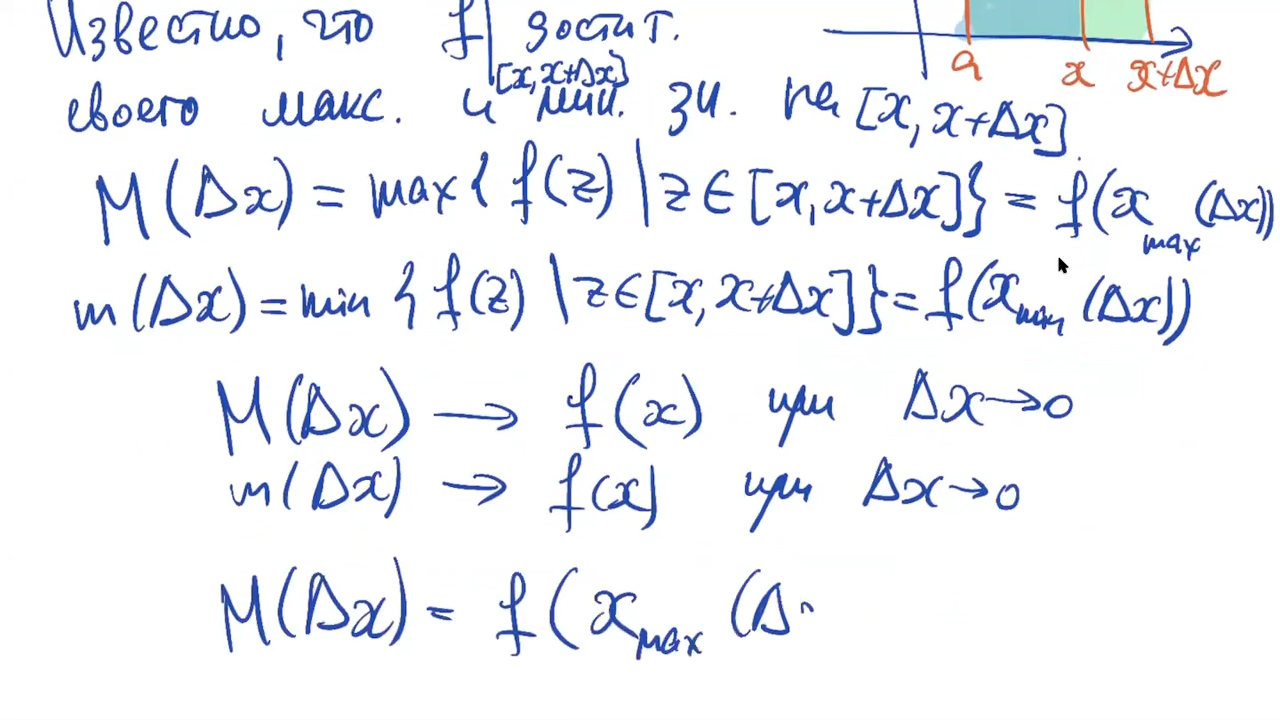 Известно, что f|[x, x+Δx] достиг.
своего макс. и мин. зн. на [x, x+Δx]
a x x+Δx
M(Δx) = max{ f(z) | z ∈ [x, x+Δx]} = f(x_max (Δx))
m(Δx) = min { f(z) | z ∈ [x, x+Δx]} = f(x_min (Δx))
M(Δx) → f(x) при Δx → 0
m(Δx) → f(x) при Δx → 0
M(Δx) = f( x_max (Δ